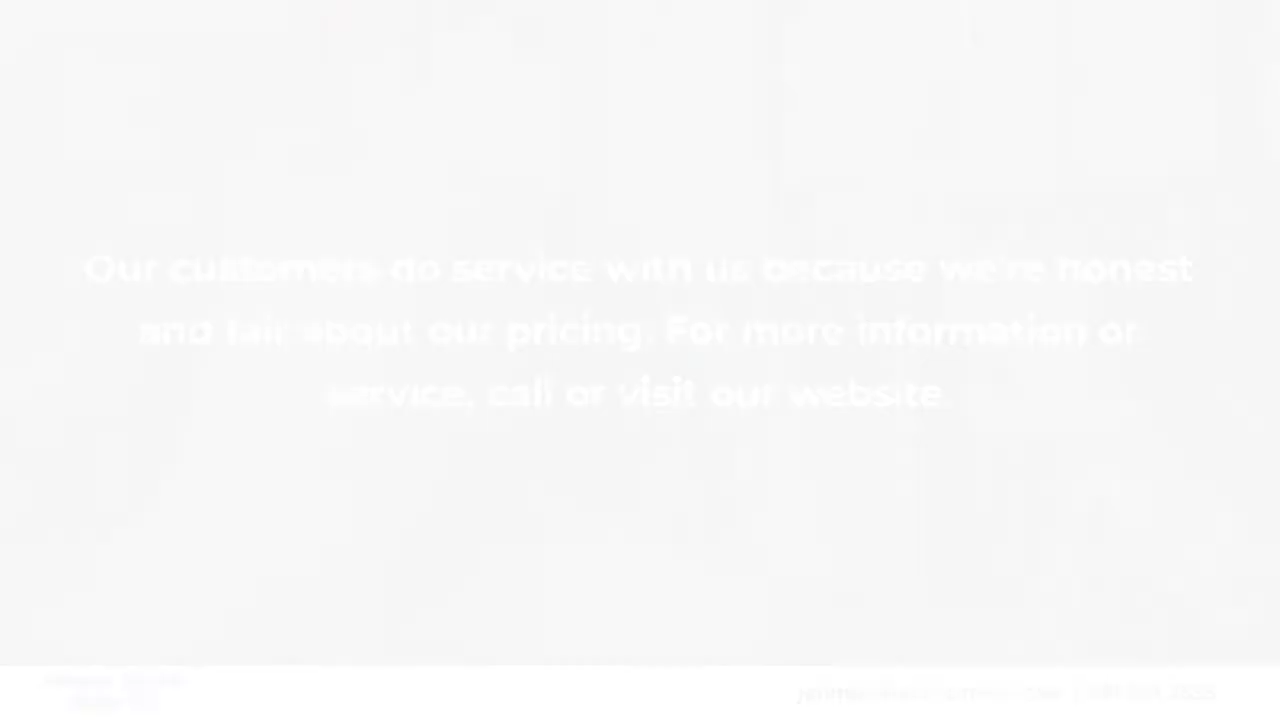 Our customers do service with us because we're honest
and fair about our pricing. For more information or
service, call or visit our website.